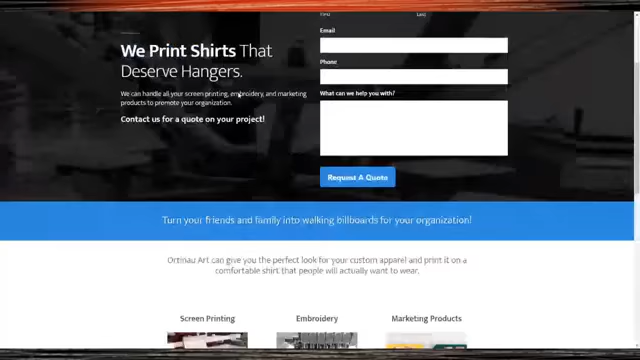 First
Last
Email
We Print Shirts That
Deserve Hangers.
Phone
We can handle all your screen printing, embroidery, and marketing
products to promote your organization.
What can we help you with?
Contact us for a quote on your project!
Request A Quote
Turn your friends and family into walking billboards for your organization!
Ortinau Art can give you the perfect look for your custom apparel and print it on a
comfortable shirt that people will actually want to wear.
Screen Printing
Embroidery
Marketing Products